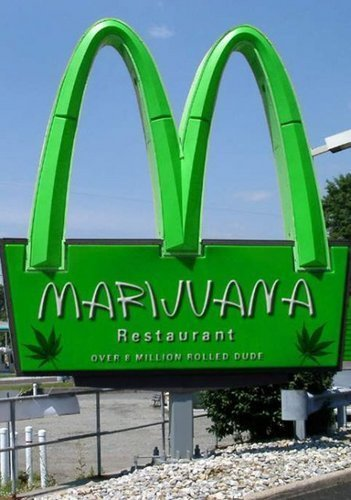 MARIJUANA
Restaurant
OVER 8 MILLION ROLLED DUDE